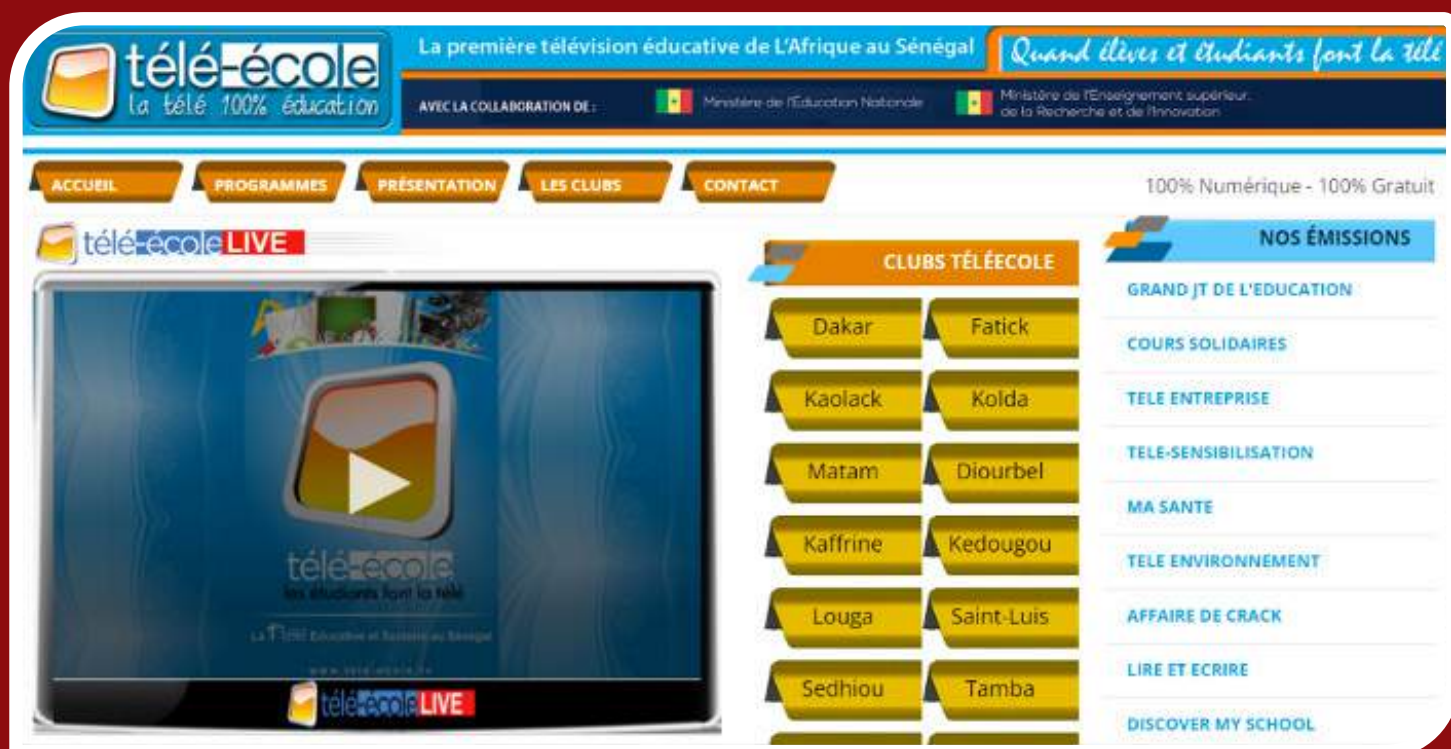 télé-école
la télé 100% éducation
La première télévision éducative de L'Afrique au Sénégal
Quand élèves et étudiants font la télé
AVEC LA COLLABORATION DE :
Ministère de l'Éducation Nationale
Ministère de l'Enseignement supérieur,
de la Recherche et de l'Innovation
ACCUEIL
PROGRAMMES
PRÉSENTATION
LES CLUBS
CONTACT
100% Numérique - 100% Gratuit
télé-école LIVE
télé-école
les étudiants font la télé
télé-école LIVE
CLUBS TÉLÉECOLE
Dakar
Fatick
Kaolack
Kolda
Matam
Diourbel
Kaffrine
Kedougou
Louga
Saint-Luis
Sedhiou
Tamba
NOS ÉMISSIONS
GRAND JT DE L'EDUCATION
COURS SOLIDAIRES
TELE ENTREPRISE
TELE-SENSIBILISATION
MA SANTE
TELE ENVIRONNEMENT
AFFAIRE DE CRACK
LIRE ET ECRIRE
DISCOVER MY SCHOOL